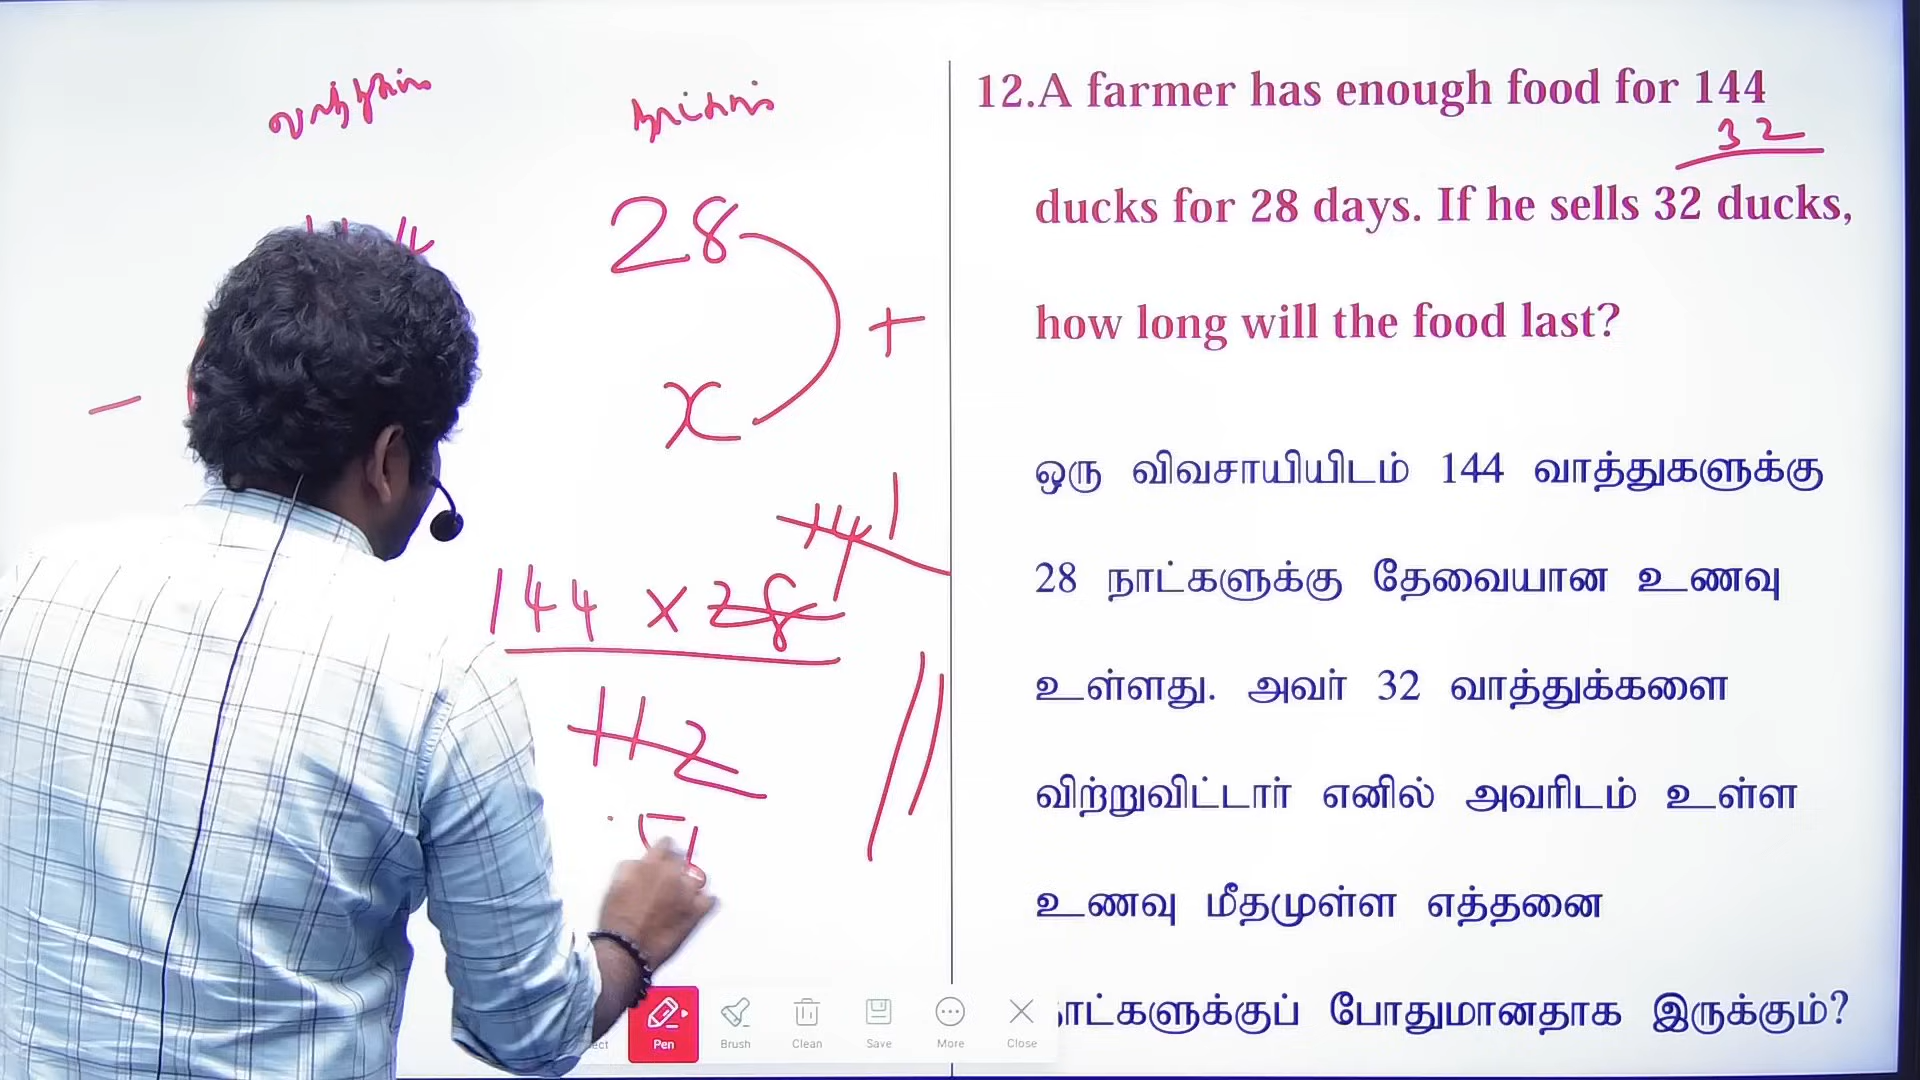 வாத்துகள்
நாட்கள்
28
+
x
-
144 x 28
112
12.A farmer has enough food for 144
32
ducks for 28 days. If he sells 32 ducks,
how long will the food last?
ஒரு விவசாயியிடம் 144 வாத்துகளுக்கு
28 நாட்களுக்கு தேவையான உணவு
உள்ளது. அவர் 32 வாத்துக்களை
விற்றுவிட்டார் எனில் அவரிடம் உள்ள
உணவு மீதமுள்ள எத்தனை
நாட்களுக்குப் போதுமானதாக இருக்கும்?
Pen
Brush
Clean
Save
More
Close